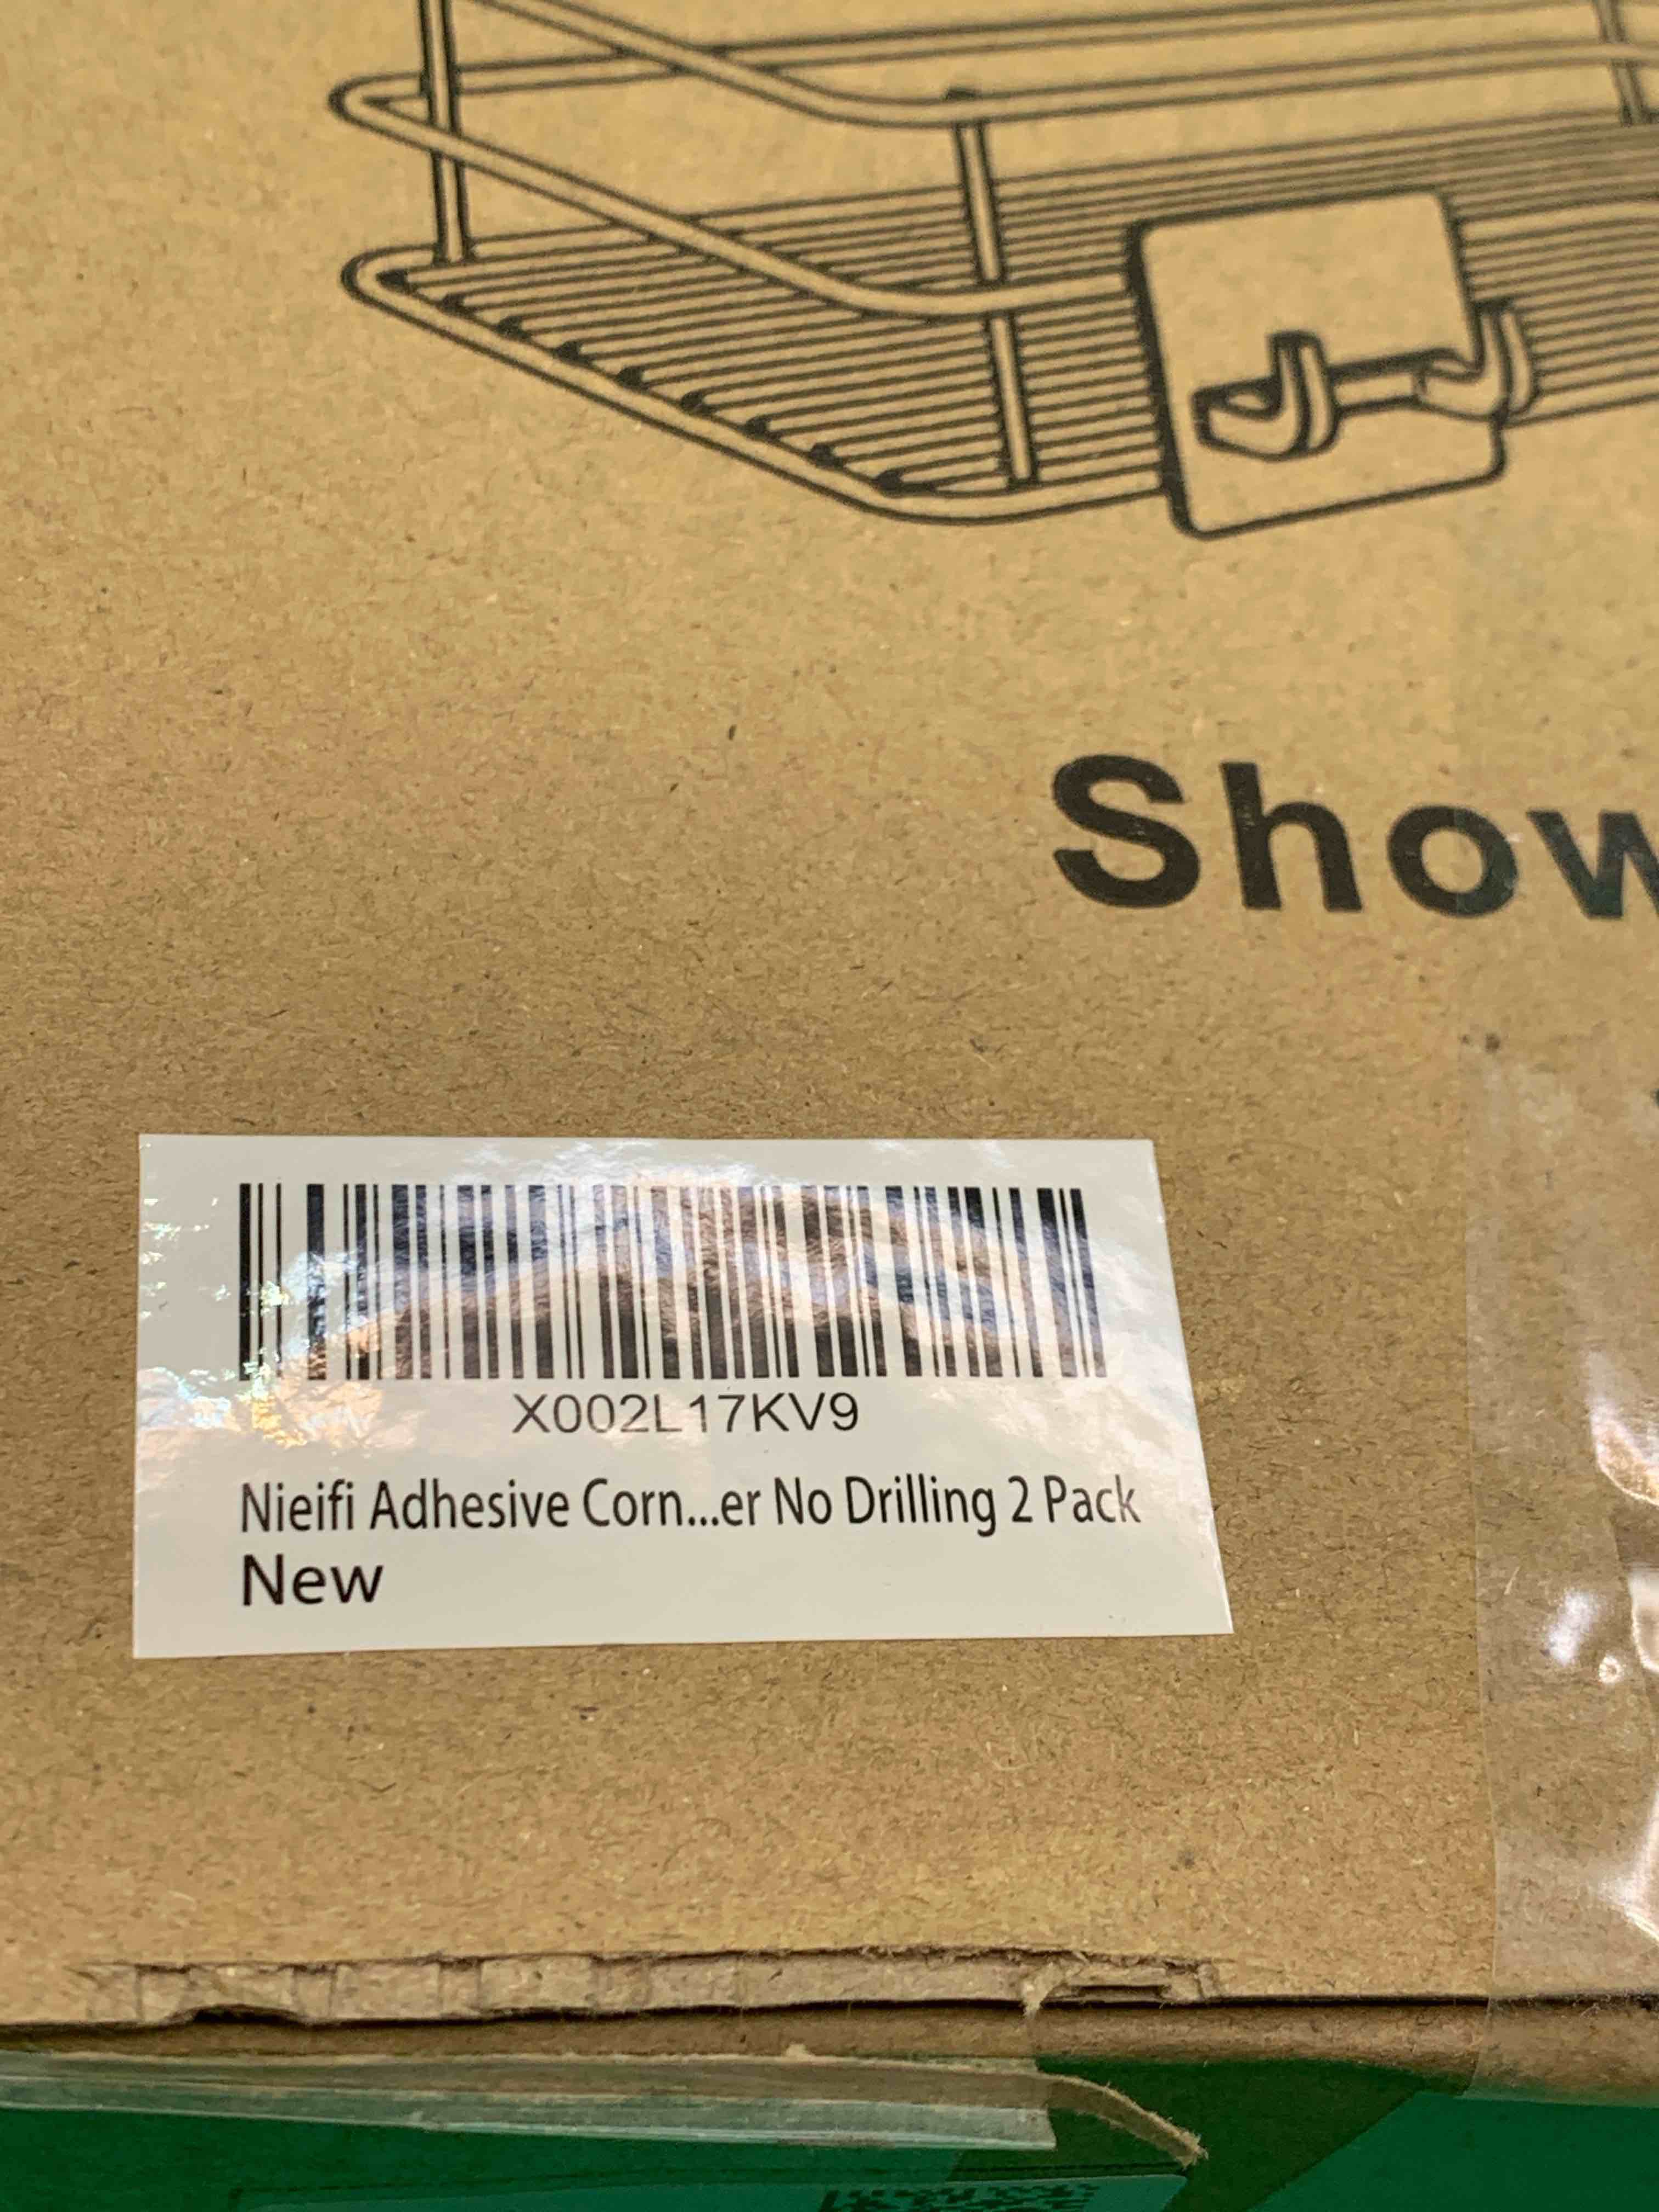 Show
X002L17KV9
Nieifi Adhesive Corn...er No Drilling 2 Pack
New